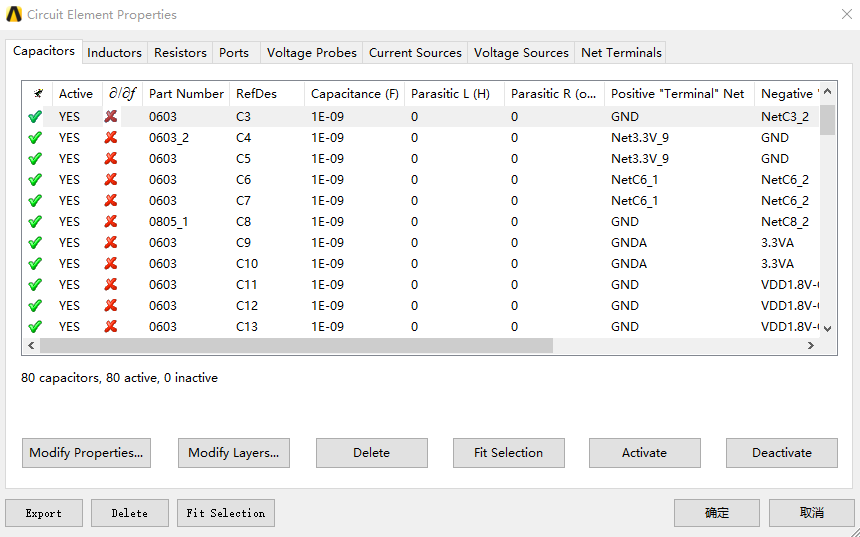 Circuit Element Properties
Capacitors Inductors Resistors Ports Voltage Probes Current Sources Voltage Sources Net Terminals
Active ∂/∂f Part Number RefDes Capacitance (F) Parasitic L (H) Parasitic R (o... Positive "Terminal" Net Negative "
YES 0603 C3 1E-09 0 0 GND NetC3_2
YES 0603_2 C4 1E-09 0 0 Net3.3V_9 GND
YES 0603 C5 1E-09 0 0 Net3.3V_9 GND
YES 0603 C6 1E-09 0 0 NetC6_1 NetC6_2
YES 0603 C7 1E-09 0 0 NetC6_1 NetC6_2
YES 0805_1 C8 1E-09 0 0 GND NetC8_2
YES 0603 C9 1E-09 0 0 GNDA 3.3VA
YES 0603 C10 1E-09 0 0 GNDA 3.3VA
YES 0603 C11 1E-09 0 0 GND VDD1.8V-
YES 0603 C12 1E-09 0 0 GND VDD1.8V-
YES 0603 C13 1E-09 0 0 GND VDD1.8V-
80 capacitors, 80 active, 0 inactive
Modify Properties... Modify Layers... Delete Fit Selection Activate Deactivate
Export Delete Fit Selection 确定 取消